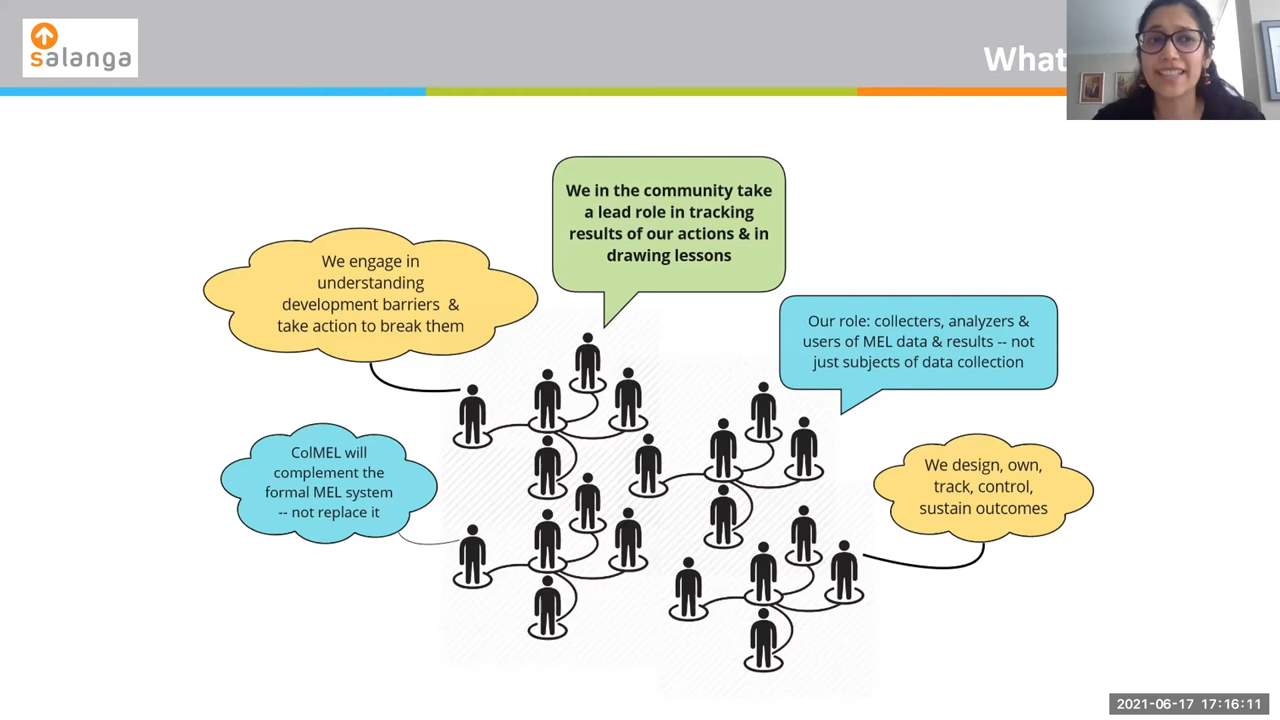 salanga
What
We in the community take
a lead role in tracking
results of our actions & in
drawing lessons
We engage in
understanding
development barriers &
take action to break them
Our role: collecters, analyzers &
users of MEL data & results -- not
just subjects of data collection
ColMEL will
complement the
formal MEL system
-- not replace it
We design, own,
track, control,
sustain outcomes
2021-06-17 17:16:11